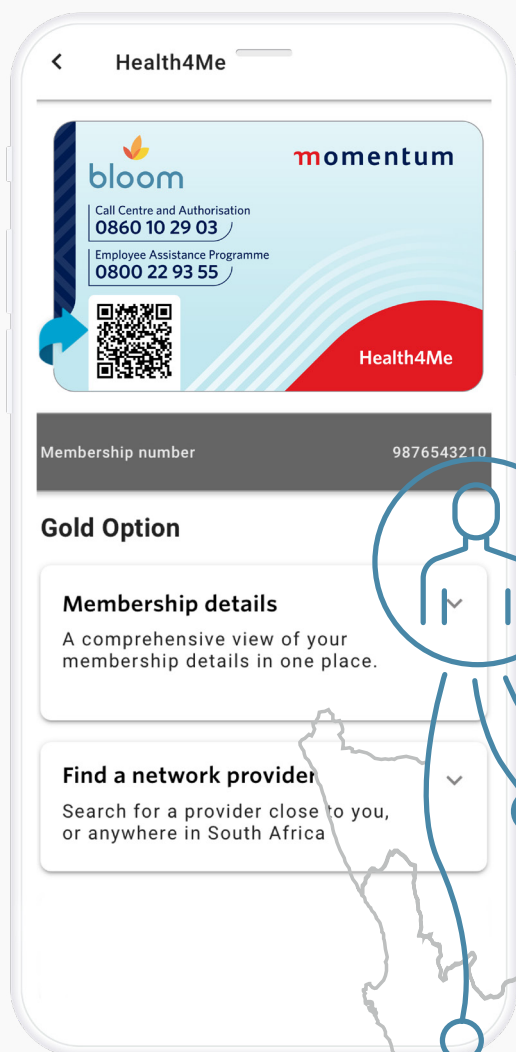 Health4Me
bloom
momentum
Call Centre and Authorisation
0860 10 29 03
Employee Assistance Programme
0800 22 93 55
Health4Me
Membership number 9876543210
Gold Option
Membership details
A comprehensive view of your
membership details in one place.
Find a network provider
Search for a provider close to you,
or anywhere in South Africa